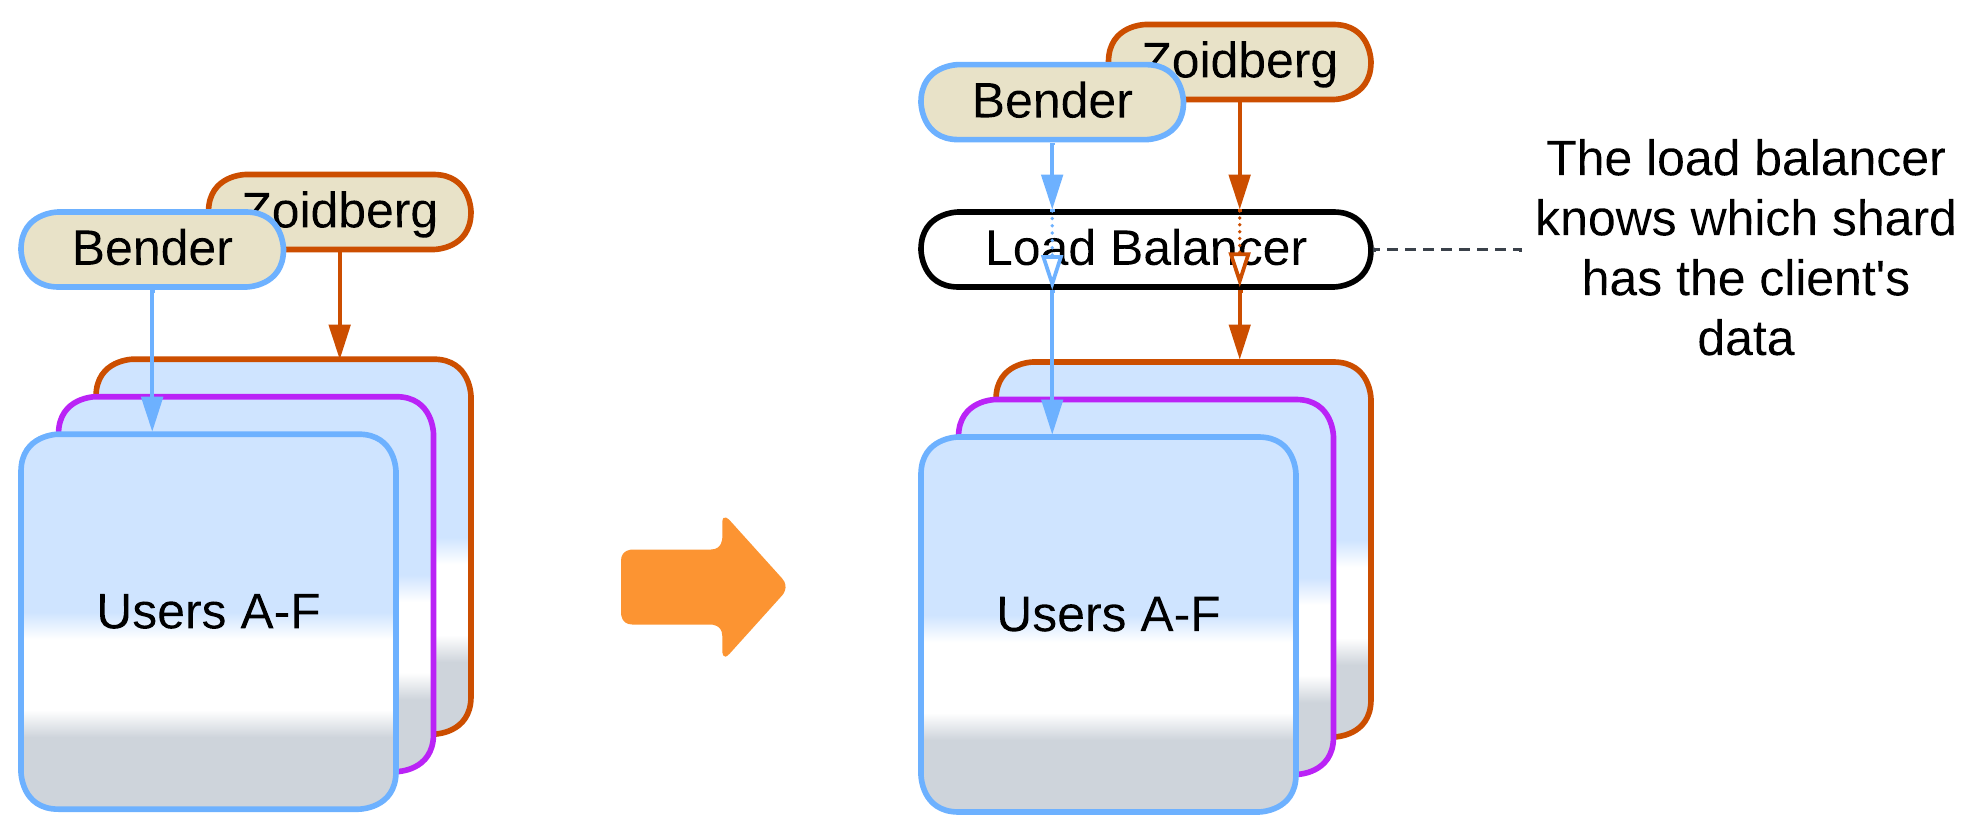 Zoidberg
Bender
Users A-F
Zoidberg
Bender
Load Balancer
Users A-F
The load balancer
knows which shard
has the client's
data